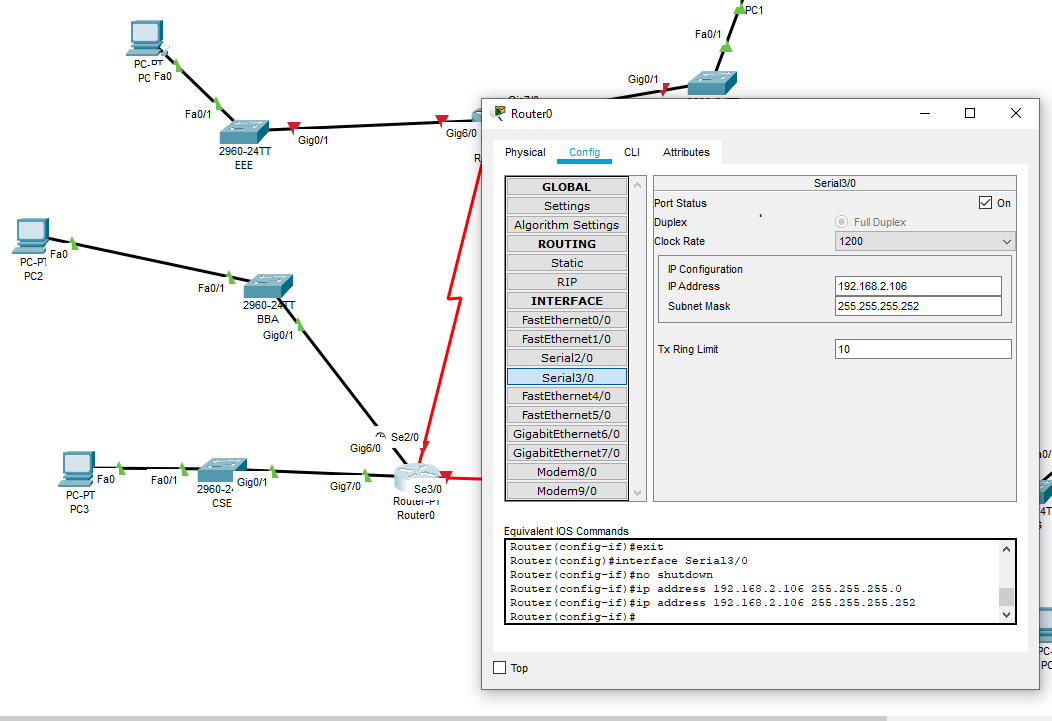 PC1
Fa0/1
Gig0/1
PC-PT
PC
Fa0
Fa0/1
2960-24TT
EEE
Gig0/1
Gig6/0
R
PC-PT
PC2
Fa0
Fa0/1
2960-24TT
BBA
Gig0/1
Se2/0
Gig6/0
PC-PT
PC3
Fa0
Fa0/1
2960-24
CSE
Gig0/1
Gig7/0
Se3/0
Router-PT
Router0
Router0
Physical
Config
CLI
Attributes
GLOBAL
Settings
Algorithm Settings
ROUTING
Static
RIP
INTERFACE
FastEthernet0/0
FastEthernet1/0
Serial2/0
Serial3/0
FastEthernet4/0
FastEthernet5/0
GigabitEthernet6/0
GigabitEthernet7/0
Modem8/0
Modem9/0
Serial3/0
Port Status
On
Duplex
Full Duplex
Clock Rate
1200
IP Configuration
IP Address
192.168.2.106
Subnet Mask
255.255.255.252
Tx Ring Limit
10
Equivalent IOS Commands
Router(config-if)#exit
Router(config)#interface Serial3/0
Router(config-if)#no shutdown
Router(config-if)#ip address 192.168.2.106 255.255.255.0
Router(config-if)#ip address 192.168.2.106 255.255.255.252
Router(config-if)#
Top